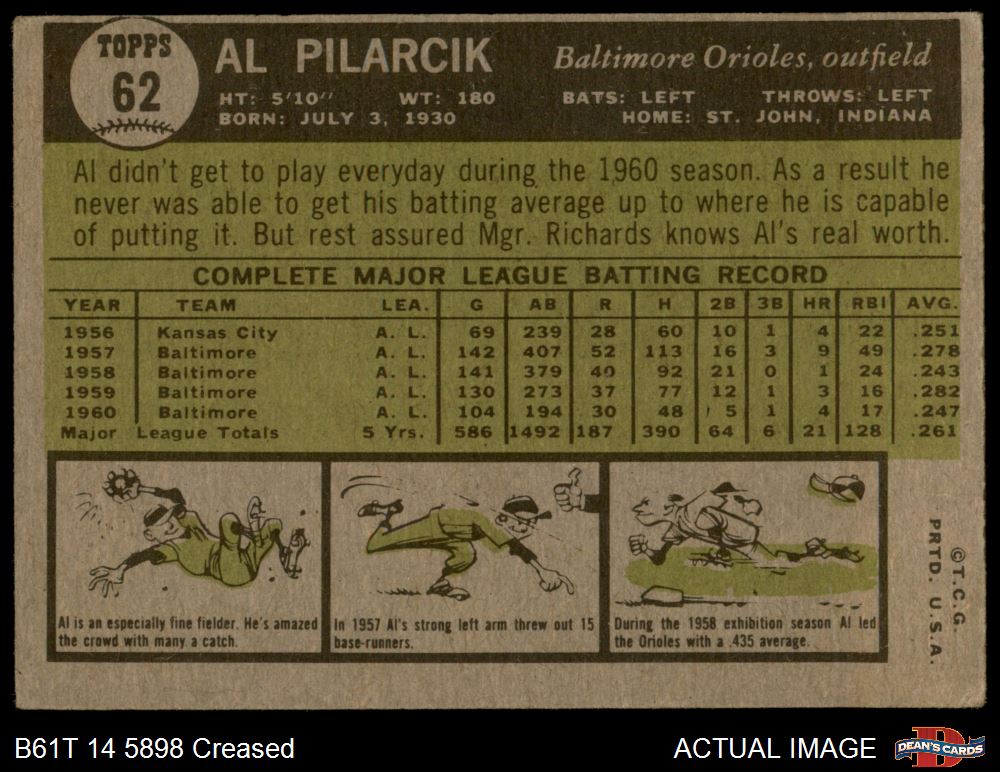 TOPPS
62
AL PILARCIK
Baltimore Orioles, outfield
HT: 5'10" WT: 180 BATS: LEFT THROWS: LEFT
BORN: JULY 3, 1930 HOME: ST. JOHN, INDIANA
Al didn't get to play everyday during the 1960 season. As a result he
never was able to get his batting average up to where he is capable
of putting it. But rest assured Mgr. Richards knows Al's real worth.
COMPLETE MAJOR LEAGUE BATTING RECORD
YEAR TEAM LEA. G AB R H 2B 3B HR RBI AVG.
1956 Kansas City A. L. 69 239 28 60 10 1 4 22 .251
1957 Baltimore A. L. 142 407 52 113 16 3 9 49 .278
1958 Baltimore A. L. 141 379 40 92 21 0 1 24 .243
1959 Baltimore A. L. 130 273 37 77 12 1 3 16 .282
1960 Baltimore A. L. 104 194 30 48 5 1 4 17 .247
Major League Totals 5 Yrs. 586 1492 187 390 64 6 21 128 .261
Al is an especially fine fielder. He's amazed
the crowd with many a catch.
In 1957 Al's strong left arm threw out 15
base-runners.
During the 1958 exhibition season Al led
the Orioles with a .435 average.
©T.C.G.
PRTD. U.S.A.
B61T 14 5898 Creased
ACTUAL IMAGE
D
DEAN'S CARDS